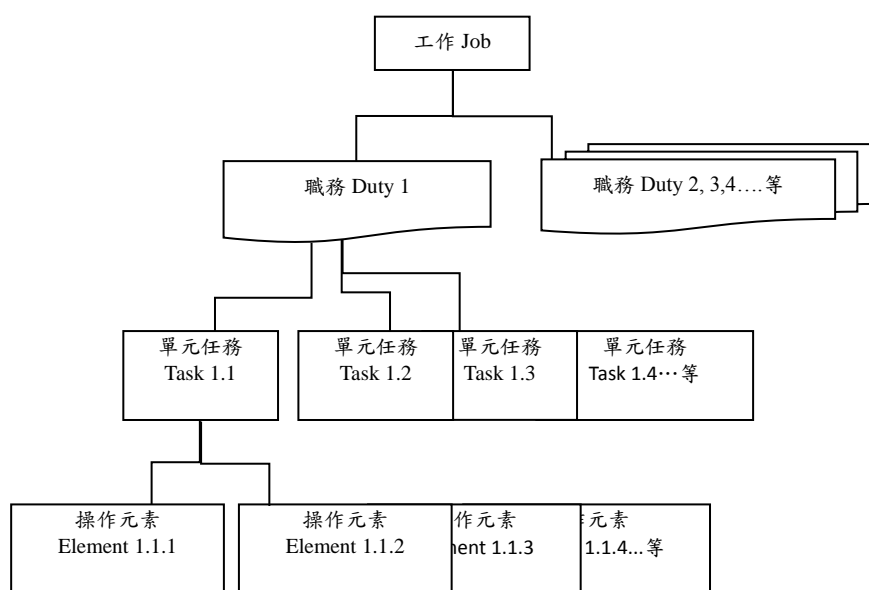 工作 Job
職務 Duty 1
職務 Duty 2, 3,4….等
單元任務
Task 1.1
單元任務
Task 1.2
單元任務
Task 1.3
單元任務
Task 1.4…等
操作元素
Element 1.1.1
操作元素
Element 1.1.2
作元素
ment 1.1.3
元素
1.1.4...等